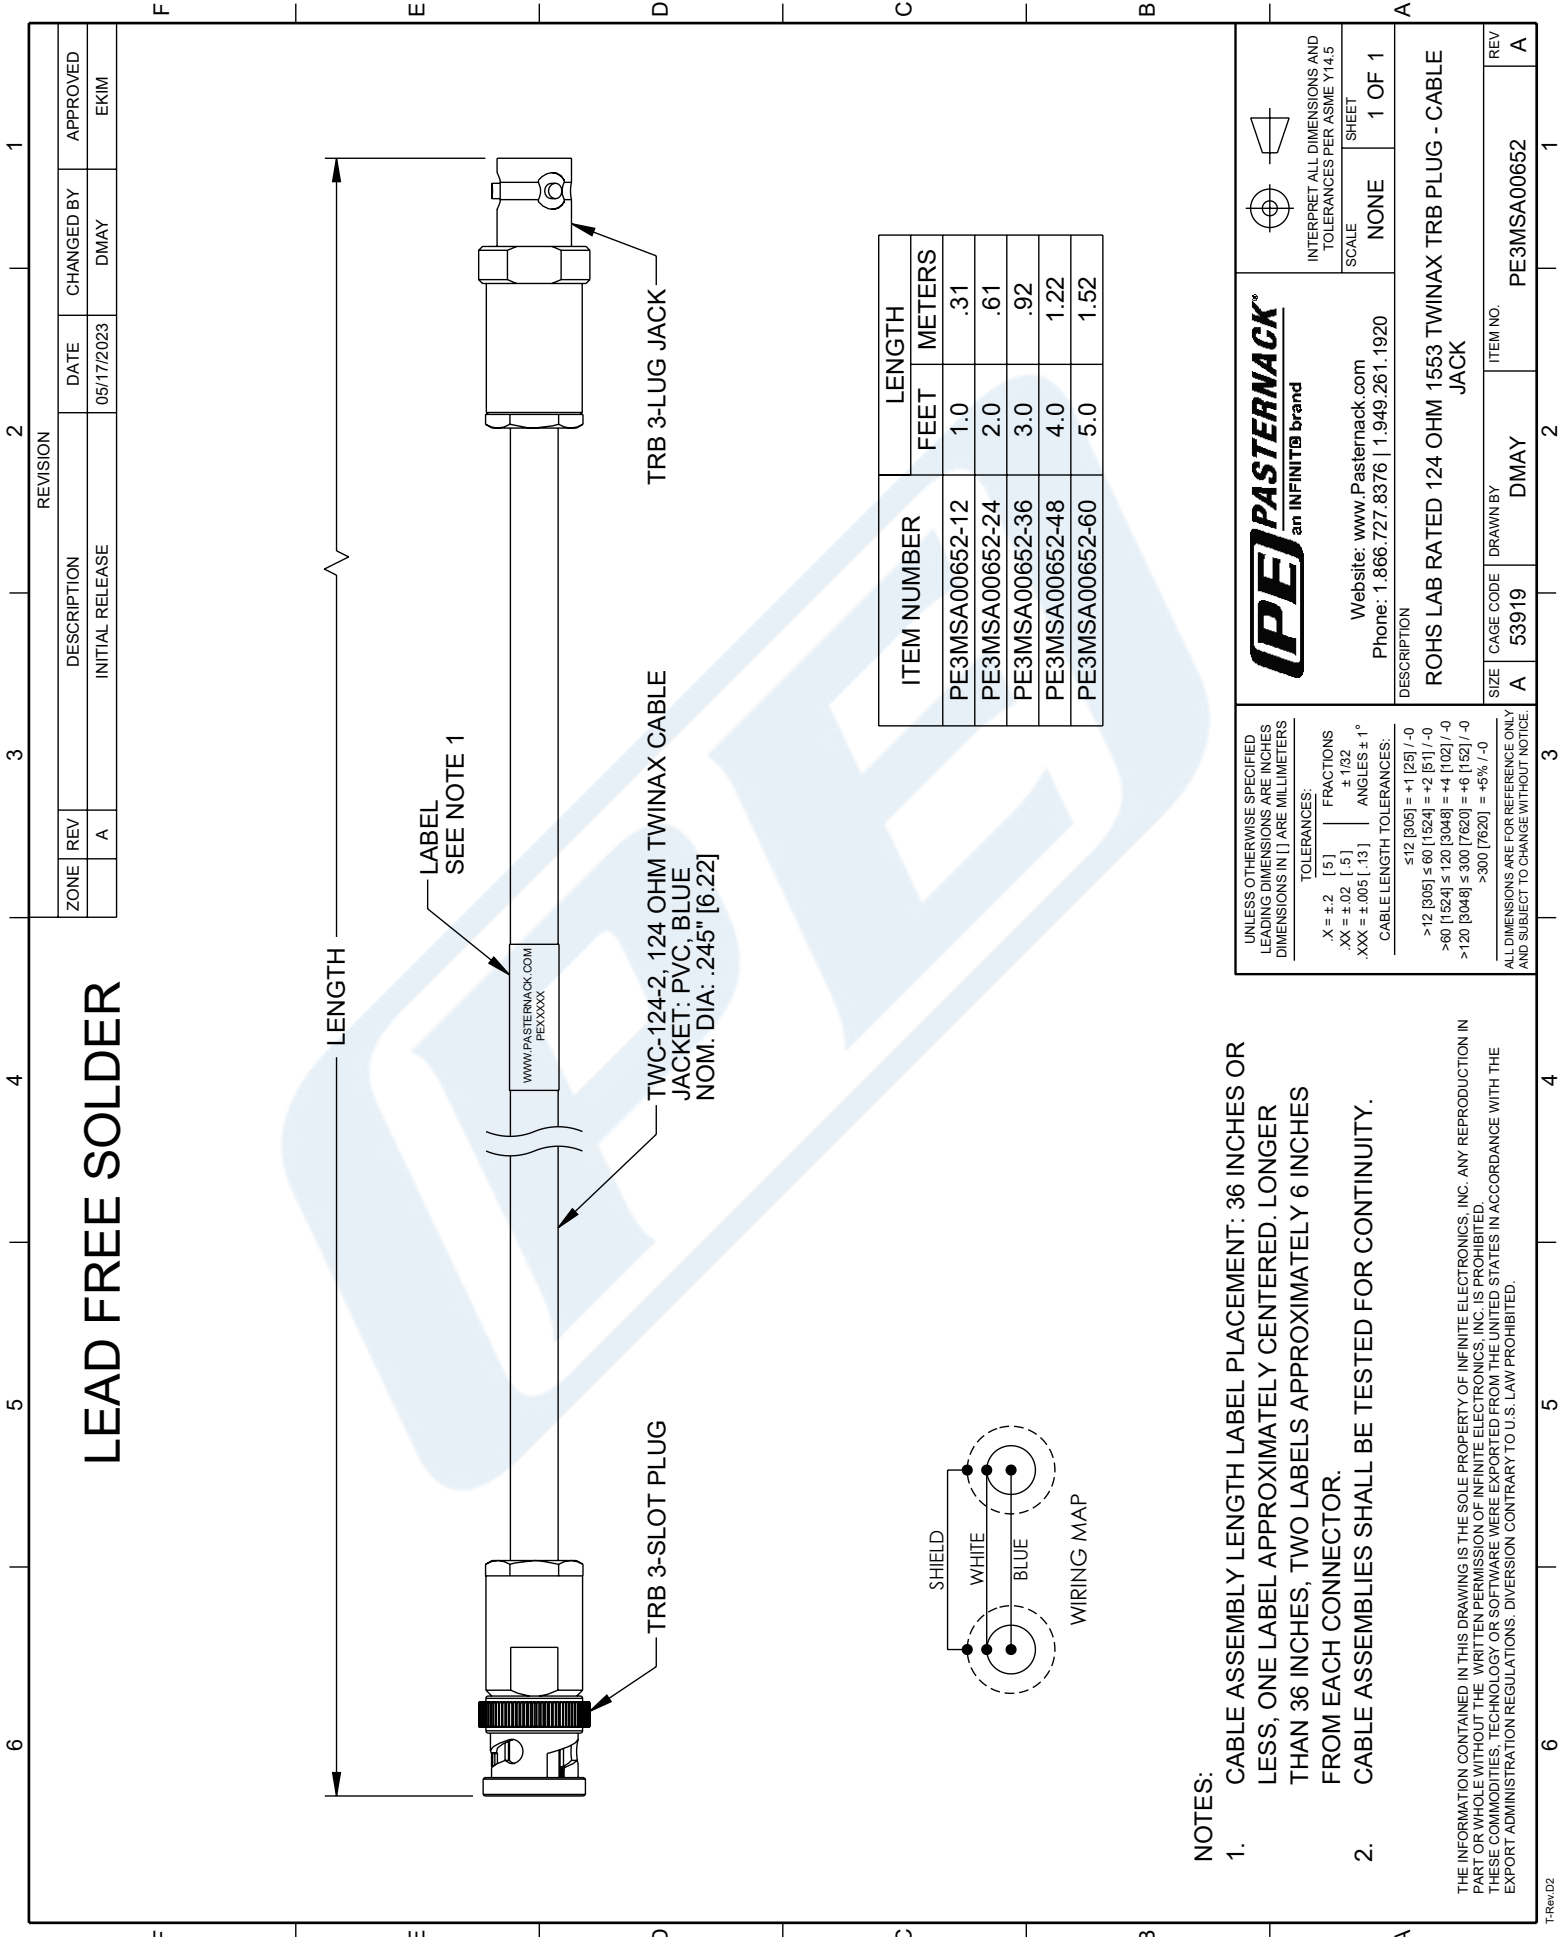 LEAD FREE SOLDER
REVISION
ZONE REV DESCRIPTION DATE CHANGED BY APPROVED
A INITIAL RELEASE 05/17/2023 DMAY EKIM
6 5 4 3 2 1
F
E
D
C
B
A
LENGTH
LABEL
SEE NOTE 1
WWW.PASTERNACK.COM
PEXXXXX
TRB 3-SLOT PLUG
TWC-124-2, 124 OHM TWINAX CABLE
JACKET: PVC, BLUE
NOM. DIA: .245" [6.22]
TRB 3-LUG JACK
SHIELD
WHITE
BLUE
WIRING MAP
ITEM NUMBER LENGTH
FEET METERS
PE3MSA00652-12 1.0 .31
PE3MSA00652-24 2.0 .61
PE3MSA00652-36 3.0 .92
PE3MSA00652-48 4.0 1.22
PE3MSA00652-60 5.0 1.52
NOTES:
1. CABLE ASSEMBLY LENGTH LABEL PLACEMENT: 36 INCHES OR
LESS, ONE LABEL APPROXIMATELY CENTERED. LONGER
THAN 36 INCHES, TWO LABELS APPROXIMATELY 6 INCHES
FROM EACH CONNECTOR.
2. CABLE ASSEMBLIES SHALL BE TESTED FOR CONTINUITY.
THE INFORMATION CONTAINED IN THIS DRAWING IS THE SOLE PROPERTY OF INFINITE ELECTRONICS, INC. ANY REPRODUCTION IN
PART OR WHOLE WITHOUT THE WRITTEN PERMISSION OF INFINITE ELECTRONICS, INC. IS PROHIBITED.
THESE COMMODITIES, TECHNOLOGY OR SOFTWARE WERE EXPORTED FROM THE UNITED STATES IN ACCORDANCE WITH THE
EXPORT ADMINISTRATION REGULATIONS. DIVERSION CONTRARY TO U.S. LAW PROHIBITED.
UNLESS OTHERWISE SPECIFIED
LEADING DIMENSIONS ARE INCHES
DIMENSIONS IN [ ] ARE MILLIMETERS
TOLERANCES:
.X = ±.2 [5] FRACTIONS
.XX = ±.02 [.5] ± 1/32
.XXX = ±.005 [.13] ANGLES ± 1°
CABLE LENGTH TOLERANCES:
≤12 [305] = +1 [25] / -0
>12 [305] ≤ 60 [1524] = +2 [51] / -0
>60 [1524] ≤ 120 [3048] = +4 [102] / -0
>120 [3048] ≤ 300 [7620] = +6 [152] / -0
>300 [7620] = +5% / -0
ALL DIMENSIONS ARE FOR REFERENCE ONLY
AND SUBJECT TO CHANGE WITHOUT NOTICE.
PE PASTERNACK®
an INFINITE brand
Website: www.Pasternack.com
Phone: 1.866.727.8376 | 1.949.261.1920
INTERPRET ALL DIMENSIONS AND
TOLERANCES PER ASME Y14.5
SCALE NONE
SHEET 1 OF 1
DESCRIPTION
ROHS LAB RATED 124 OHM 1553 TWINAX TRB PLUG - CABLE
JACK
SIZE A
CAGE CODE 53919
DRAWN BY DMAY
ITEM NO. PE3MSA00652
REV A
F
E
D
C
B
A
6 5 4 3 2 1
T-Rev.D2
PE